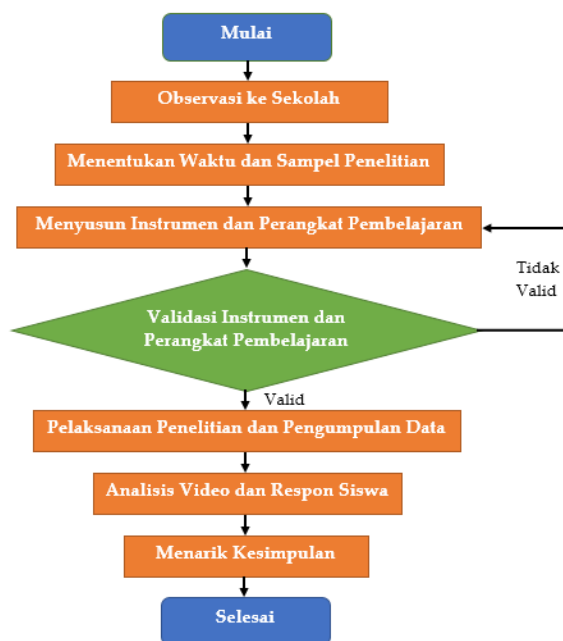 Mulai
Observasi ke Sekolah
Menentukan Waktu dan Sampel Penelitian
Menyusun Instrumen dan Perangkat Pembelajaran
Tidak
Valid
Validasi Instrumen dan
Perangkat Pembelajaran
Valid
Pelaksanaan Penelitian dan Pengumpulan Data
Analisis Video dan Respon Siswa
Menarik Kesimpulan
Selesai